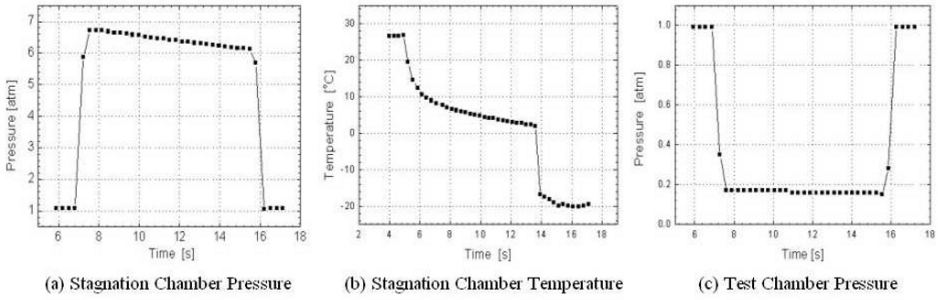 7
6
5
4
3
2
1
Pressure [atm]
6 8 10 12 14 16 18
Time [s]
(a) Stagnation Chamber Pressure
30
20
10
0
-10
-20
Temperature [°C]
2 4 6 8 10 12 14 16 18
Time [s]
(b) Stagnation Chamber Temperature
1.0
0.8
0.6
0.4
0.2
0.0
Pressure [atm]
6 8 10 12 14 16 18
Time [s]
(c) Test Chamber Pressure